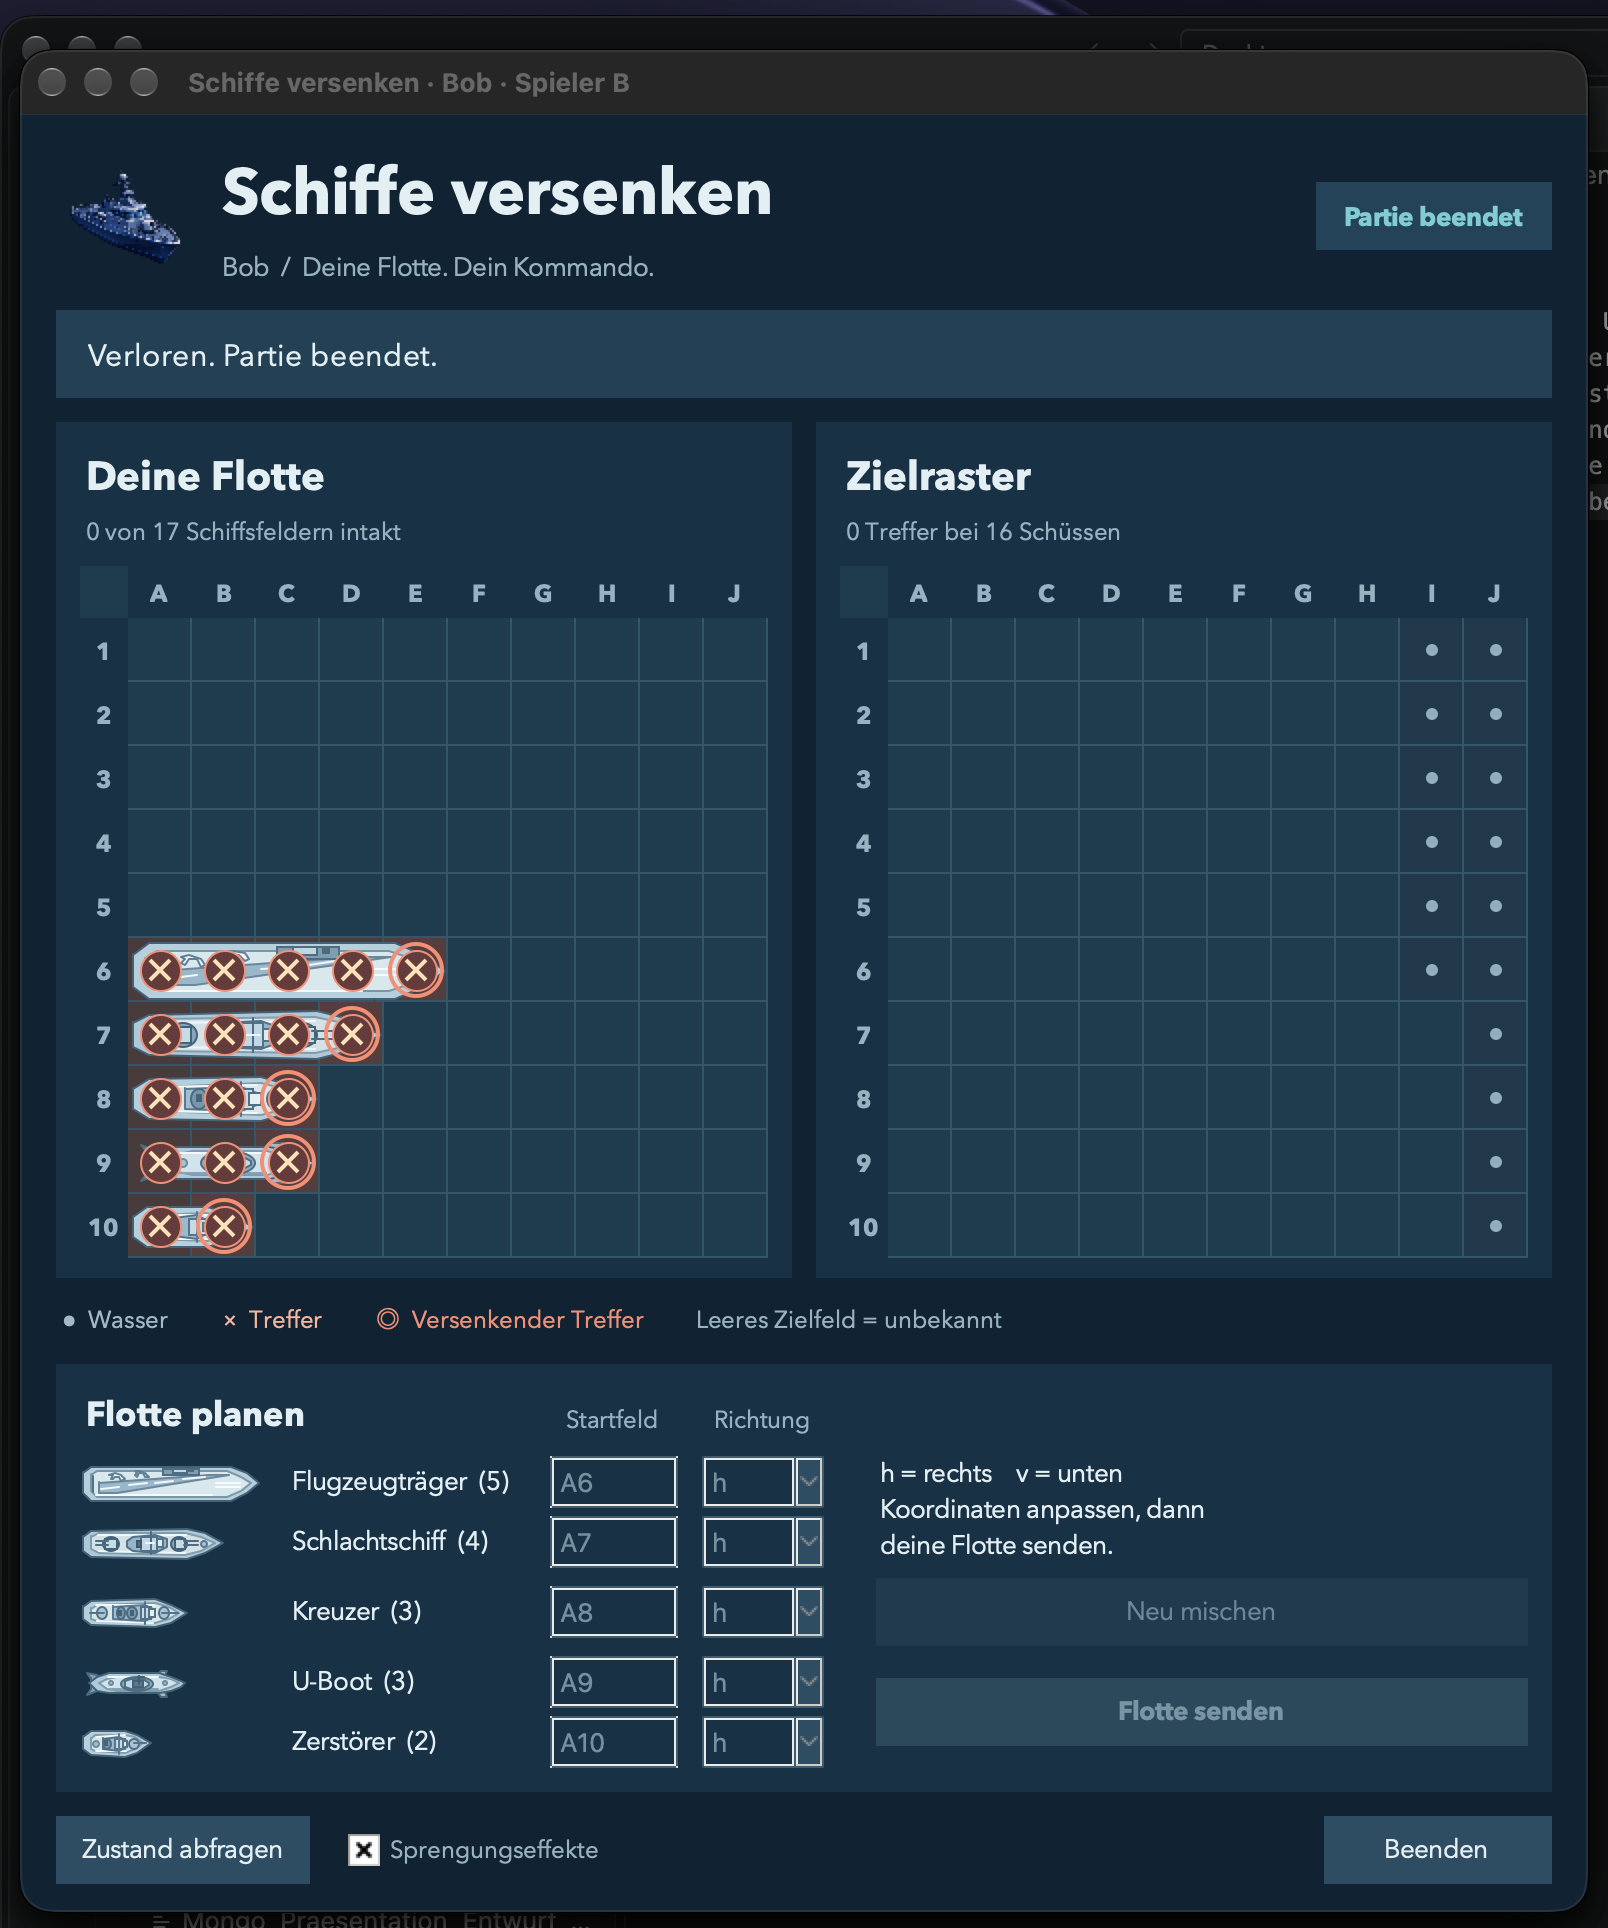 Schiffe versenken · Bob · Spieler B
Schiffe versenken
Bob / Deine Flotte. Dein Kommando.
Partie beendet
Verloren. Partie beendet.
Deine Flotte
0 von 17 Schiffsfeldern intakt
A B C D E F G H I J
1
2
3
4
5
6
7
8
9
10
Zielraster
0 Treffer bei 16 Schüssen
A B C D E F G H I J
1
2
3
4
5
6
7
8
9
10
Wasser
× Treffer
Versenkender Treffer
Leeres Zielfeld = unbekannt
Flotte planen
Startfeld Richtung
Flugzeugträger (5) A6 h
Schlachtschiff (4) A7 h
Kreuzer (3) A8 h
U-Boot (3) A9 h
Zerstörer (2) A10 h
h = rechts v = unten
Koordinaten anpassen, dann
deine Flotte senden.
Neu mischen
Flotte senden
Zustand abfragen
Sprengungseffekte
Beenden
Mongo_Praesentation_Entwurf